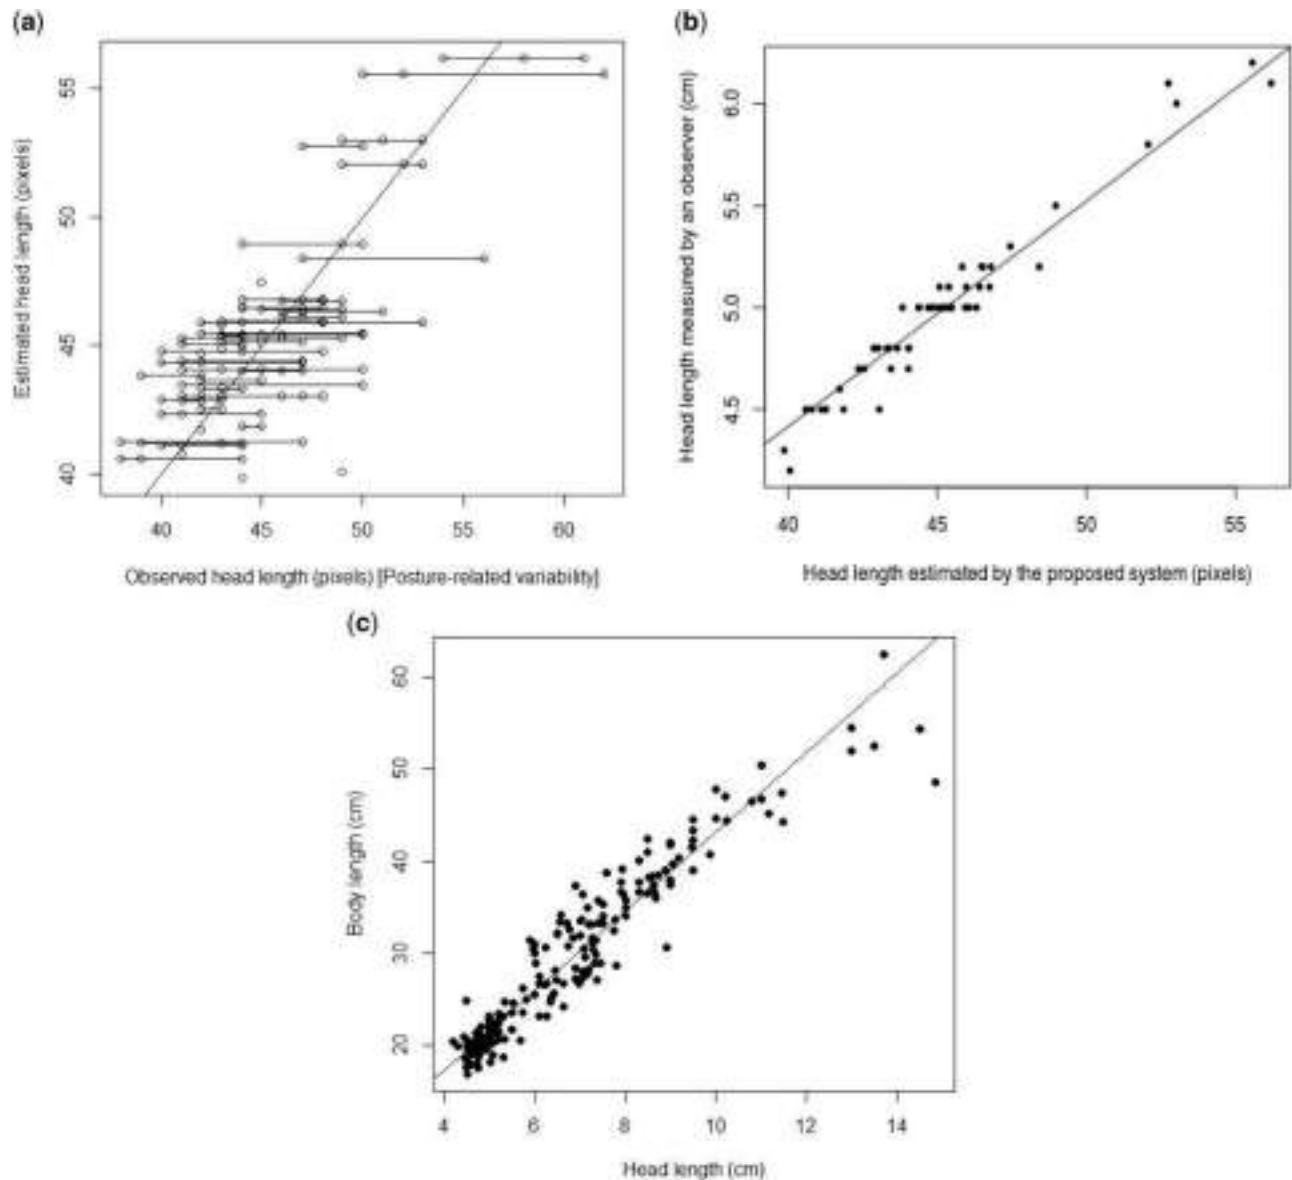 (a)
Estimated head length (pixels)
55
50
45
40
40 45 50 55 60
Observed head length (pixels) [Posture-related variability]
(b)
Head length measured by an observer (cm)
6.0
5.5
5.0
4.5
40 45 50 55
Head length estimated by the proposed system (pixels)
(c)
Body length (cm)
60
50
40
30
20
4 6 8 10 12 14
Head length (cm)